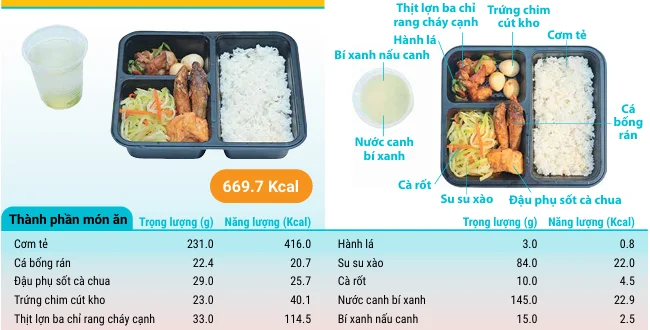 669.7 Kcal
Thịt lợn ba chỉ
rang cháy cạnh
Trứng chim
cút kho
Hành lá
Cơm tẻ
Bí xanh nấu canh
Cá
bống
rán
Nước canh
bí xanh
Cà rốt
Su su xào
Đậu phụ sốt cà chua
Thành phần món ăn Trọng lượng (g) Năng lượng (Kcal)
Cơm tẻ 231.0 416.0
Cá bống rán 22.4 20.7
Đậu phụ sốt cà chua 29.0 25.7
Trứng chim cút kho 23.0 40.1
Thịt lợn ba chỉ rang cháy cạnh 33.0 114.5
Trọng lượng (g) Năng lượng (Kcal)
Hành lá 3.0 0.8
Su su xào 84.0 22.0
Cà rốt 10.0 4.5
Nước canh bí xanh 145.0 22.9
Bí xanh nấu canh 15.0 2.5